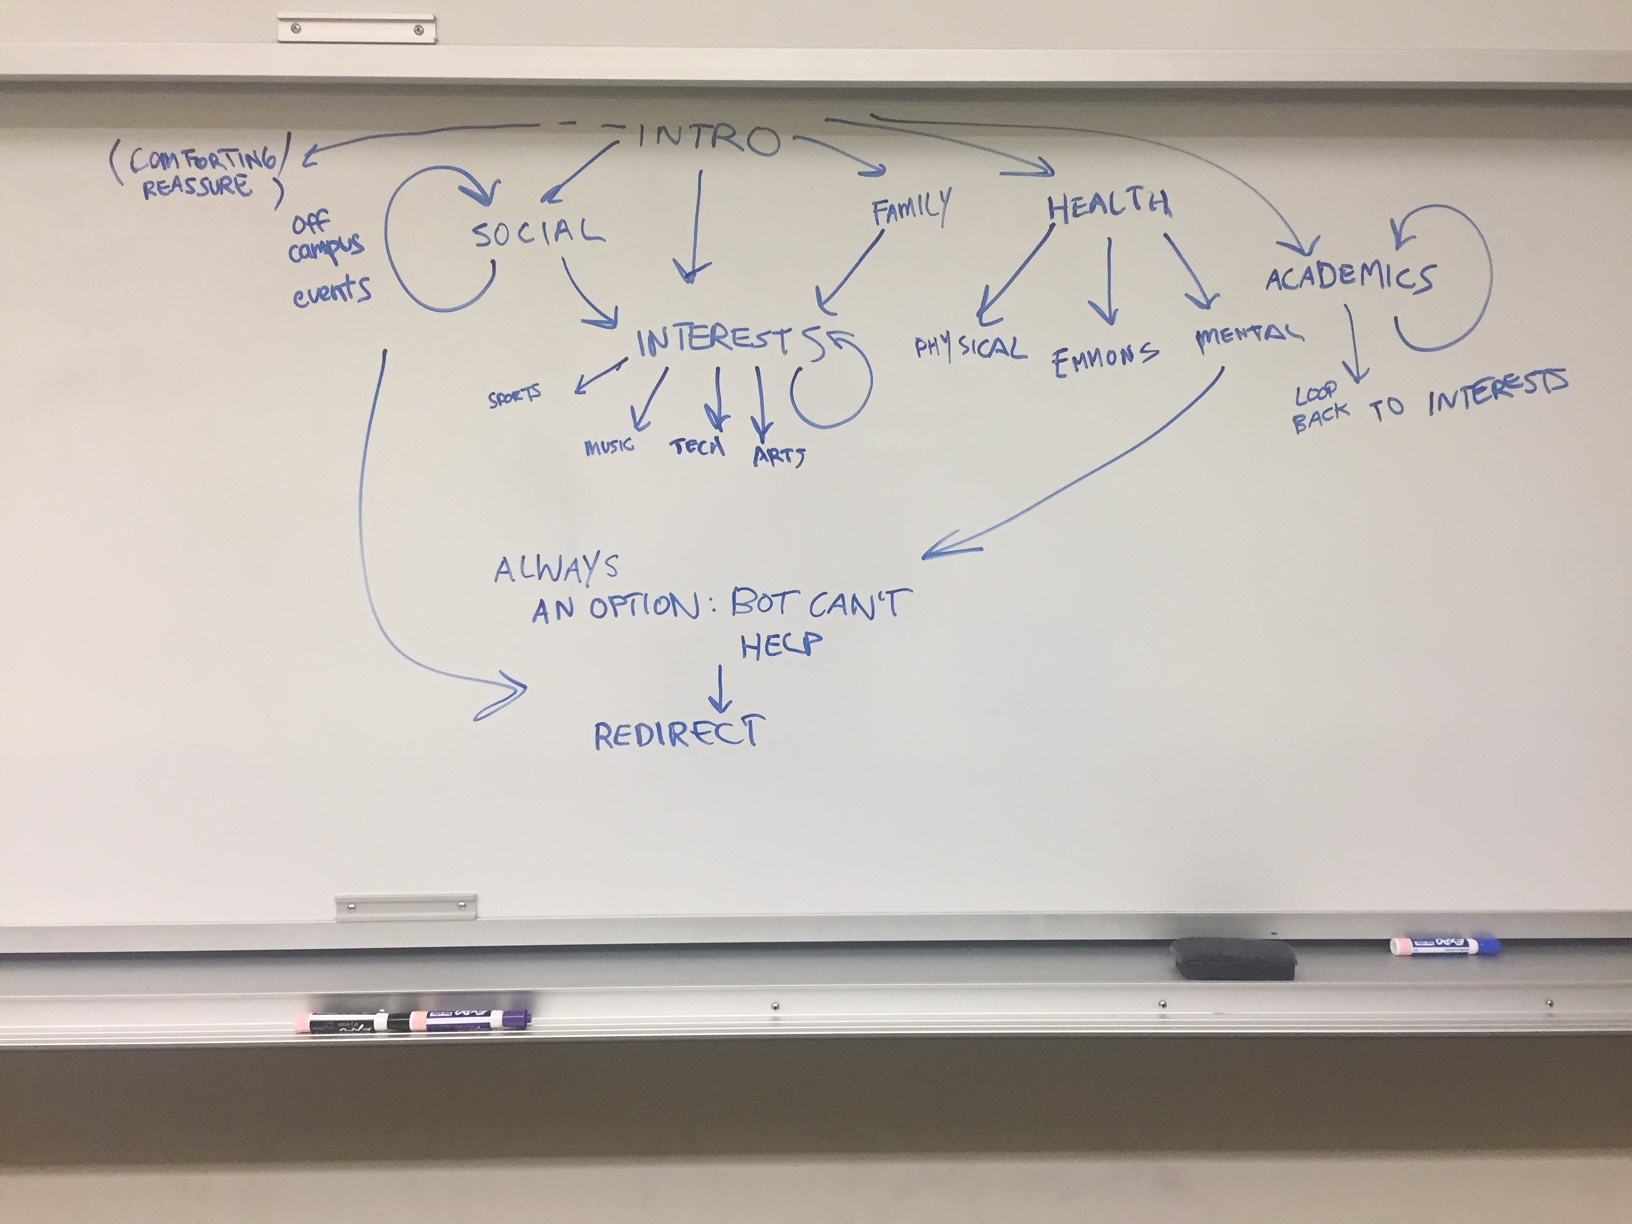 INTRO
(COMFORTING/
REASSURE)
OFF
campus
events
SOCIAL
FAMILY
HEALTH
ACADEMICS
INTERESTS
SPORTS
MUSIC
TECH
ARTS
PHYSICAL
EMMONS
MENTAL
LOOP
BACK TO INTERESTS
ALWAYS
AN OPTION: BOT CAN'T
HELP
REDIRECT
EXPO